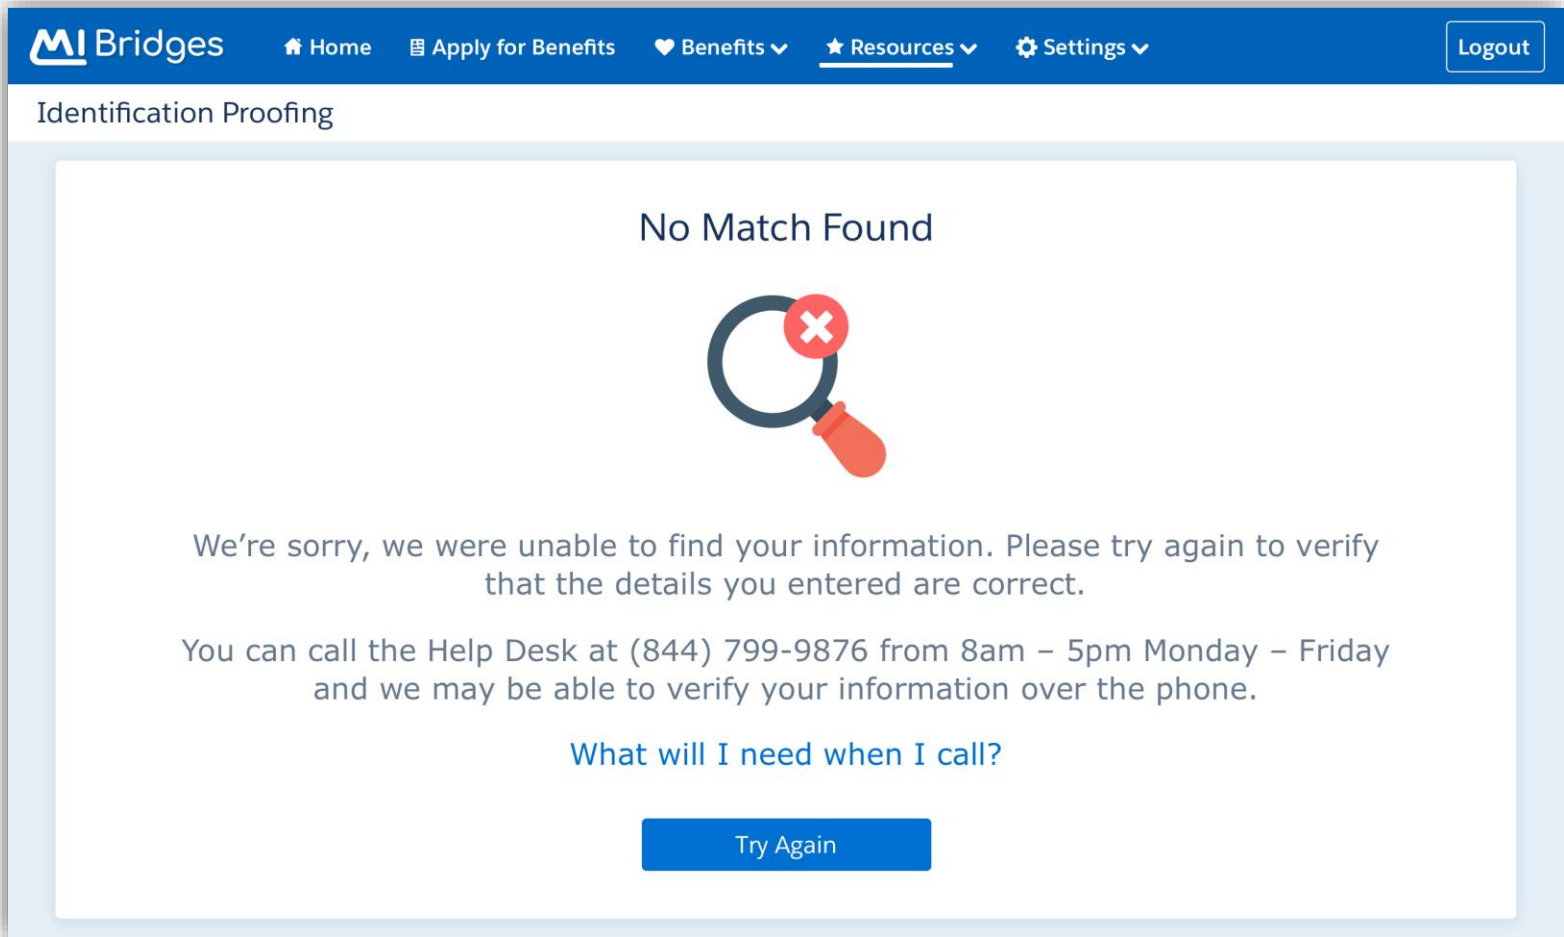 MI Bridges Home Apply for Benefits Benefits Resources Settings Logout
Identification Proofing
No Match Found
We’re sorry, we were unable to find your information. Please try again to verify
that the details you entered are correct.
You can call the Help Desk at (844) 799-9876 from 8am – 5pm Monday – Friday
and we may be able to verify your information over the phone.
What will I need when I call?
Try Again